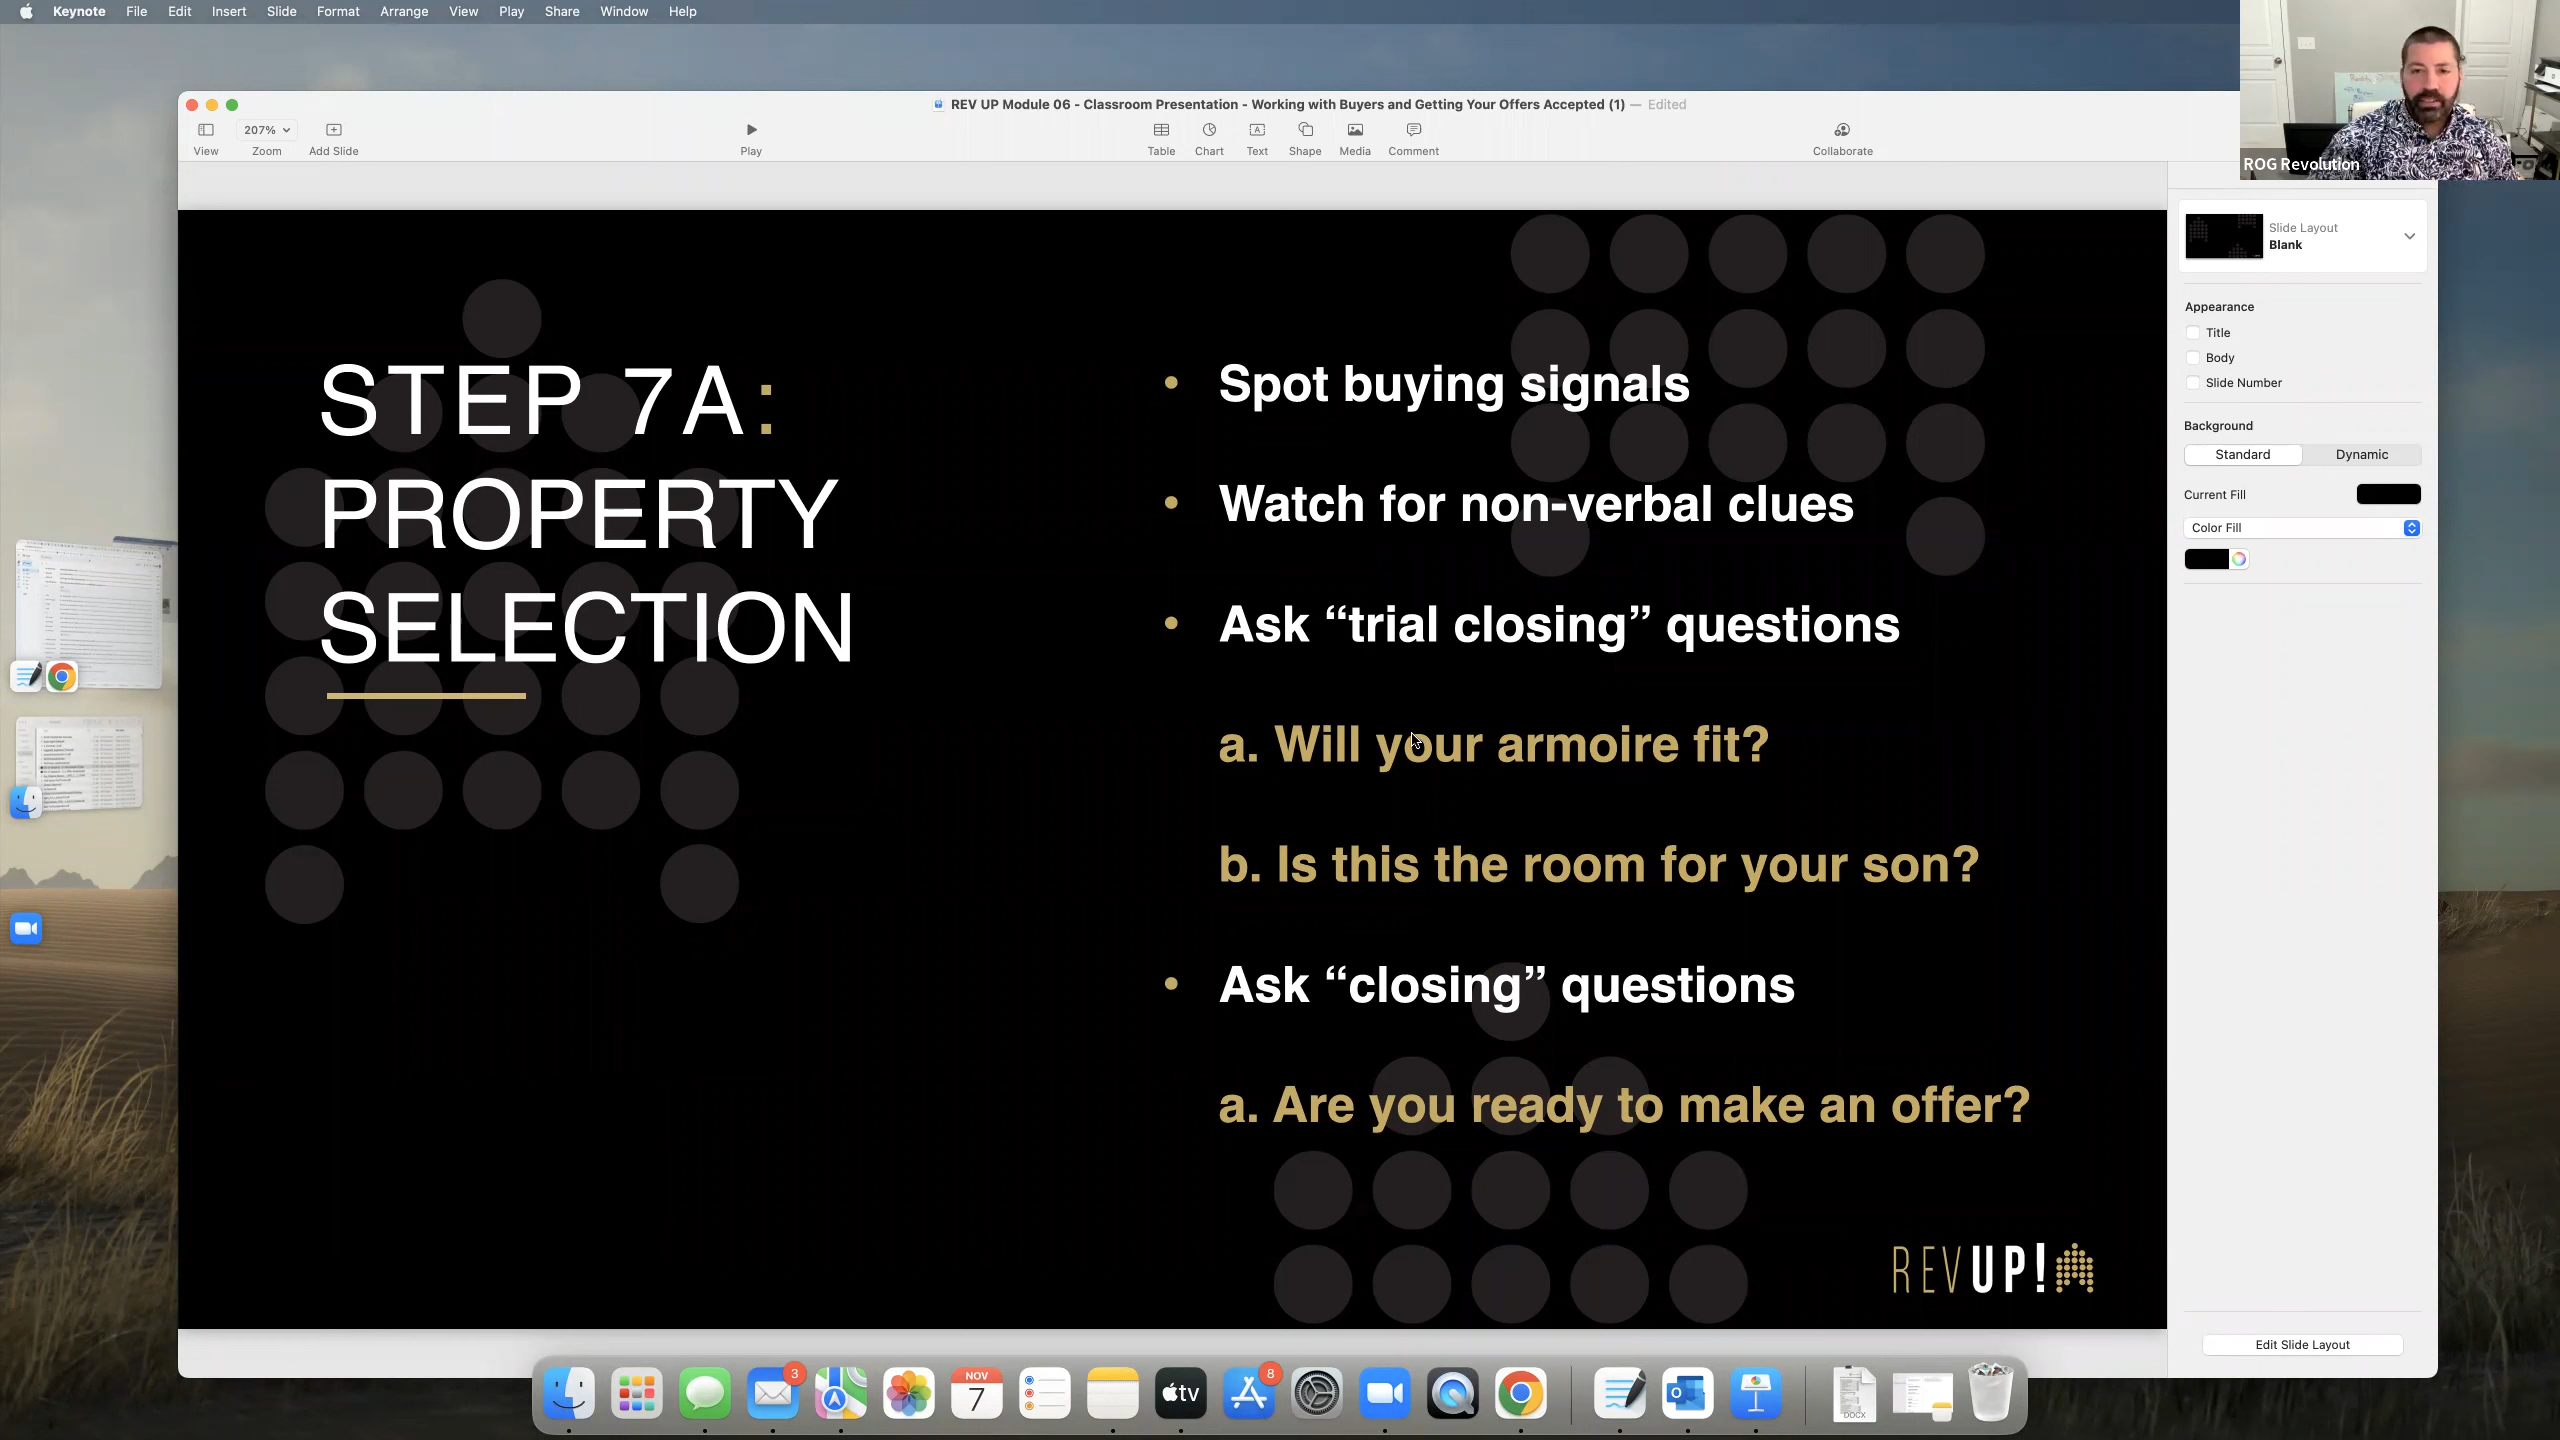 Keynote File Edit Insert Slide Format Arrange View Play Share Window Help
REV UP Module 06 - Classroom Presentation - Working with Buyers and Getting Your Offers Accepted (1) — Edited
207%
View Zoom Add Slide Play Table Chart Text Shape Media Comment Collaborate
ROG Revolution
STEP 7A:
PROPERTY
SELECTION
• Spot buying signals
• Watch for non-verbal clues
• Ask “trial closing” questions
a. Will your armoire fit?
b. Is this the room for your son?
• Ask “closing” questions
a. Are you ready to make an offer?
REVUP!
Slide Layout
Blank
Appearance
Title
Body
Slide Number
Background
Standard Dynamic
Current Fill
Color Fill
Edit Slide Layout
3
NOV
7
tv
8
DOCX